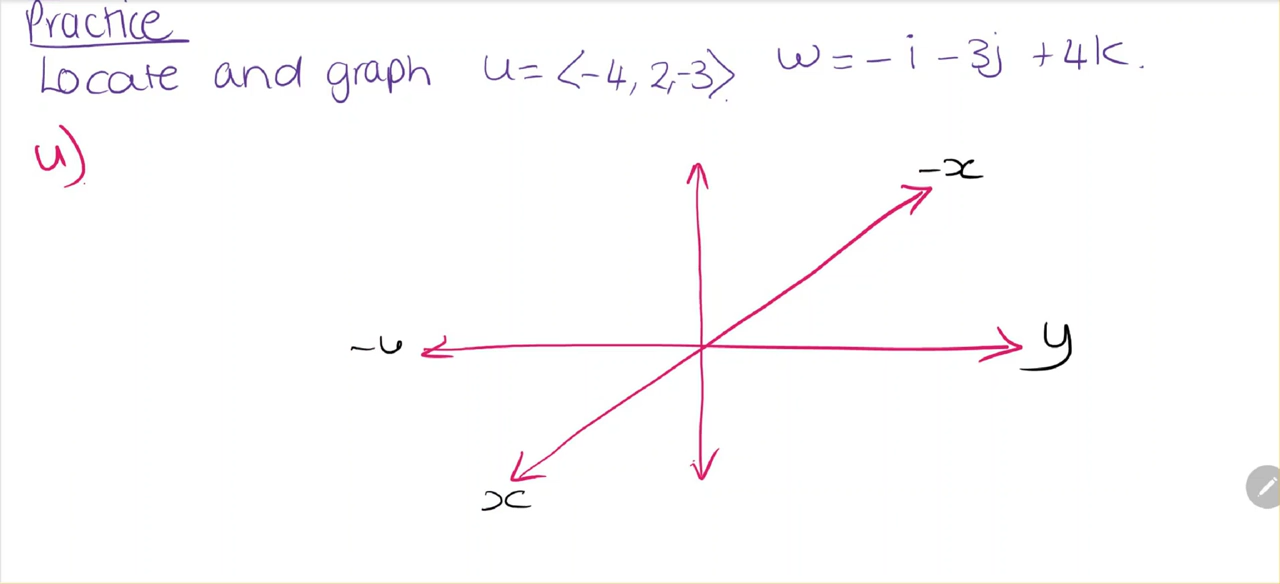 Practice
Locate and graph u = ⟨-4, 2, -3⟩ w = - i - 3j + 4k.
u)
-x
y
x